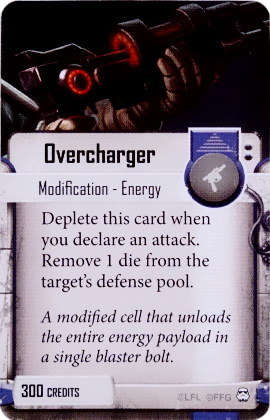 Overcharger
Modification - Energy
Deplete this card when
you declare an attack.
Remove 1 die from the
target's defense pool.
A modified cell that unloads
the entire energy payload in
a single blaster bolt.
300 CREDITS
©LFL ©FFG